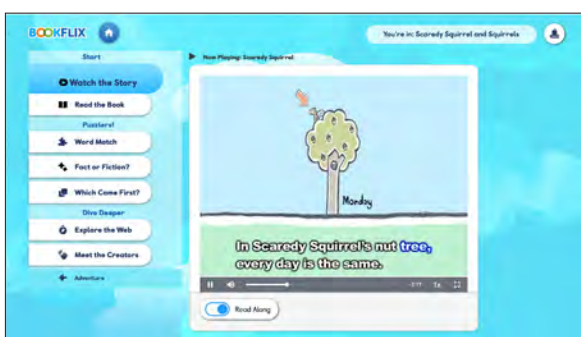 BOOKFLIX
You're in: Scaredy Squirrel and Squirrels
Start
Watch the Story
Read the Book
Puzzlers!
Word Match
Fact or Fiction?
Which Came First?
Dive Deeper
Explore the Web
Meet the Creators
Adventure
Now Playing: Scaredy Squirrel
Monday
In Scaredy Squirrel's nut tree,
every day is the same.
1x
Read Along